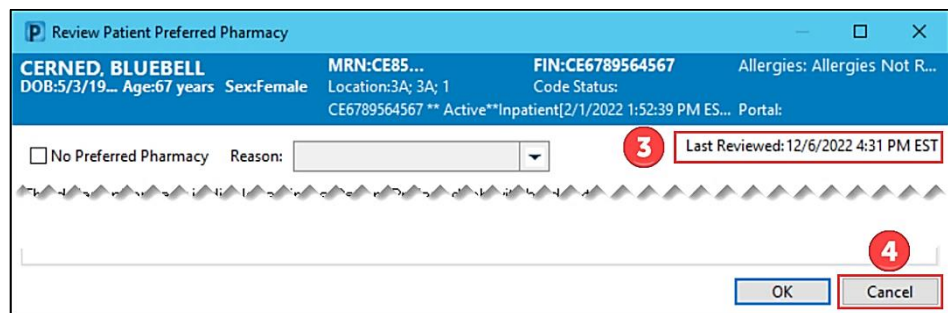 P Review Patient Preferred Pharmacy
CERNED, BLUEBELL MRN:CE85... FIN:CE6789564567 Allergies: Allergies Not R...
DOB:5/3/19... Age:67 years Sex:Female Location:3A; 3A; 1 Code Status:
CE6789564567 ** Active**Inpatient[2/1/2022 1:52:39 PM ES... Portal:
No Preferred Pharmacy Reason: 3 Last Reviewed: 12/6/2022 4:31 PM EST
4
OK Cancel